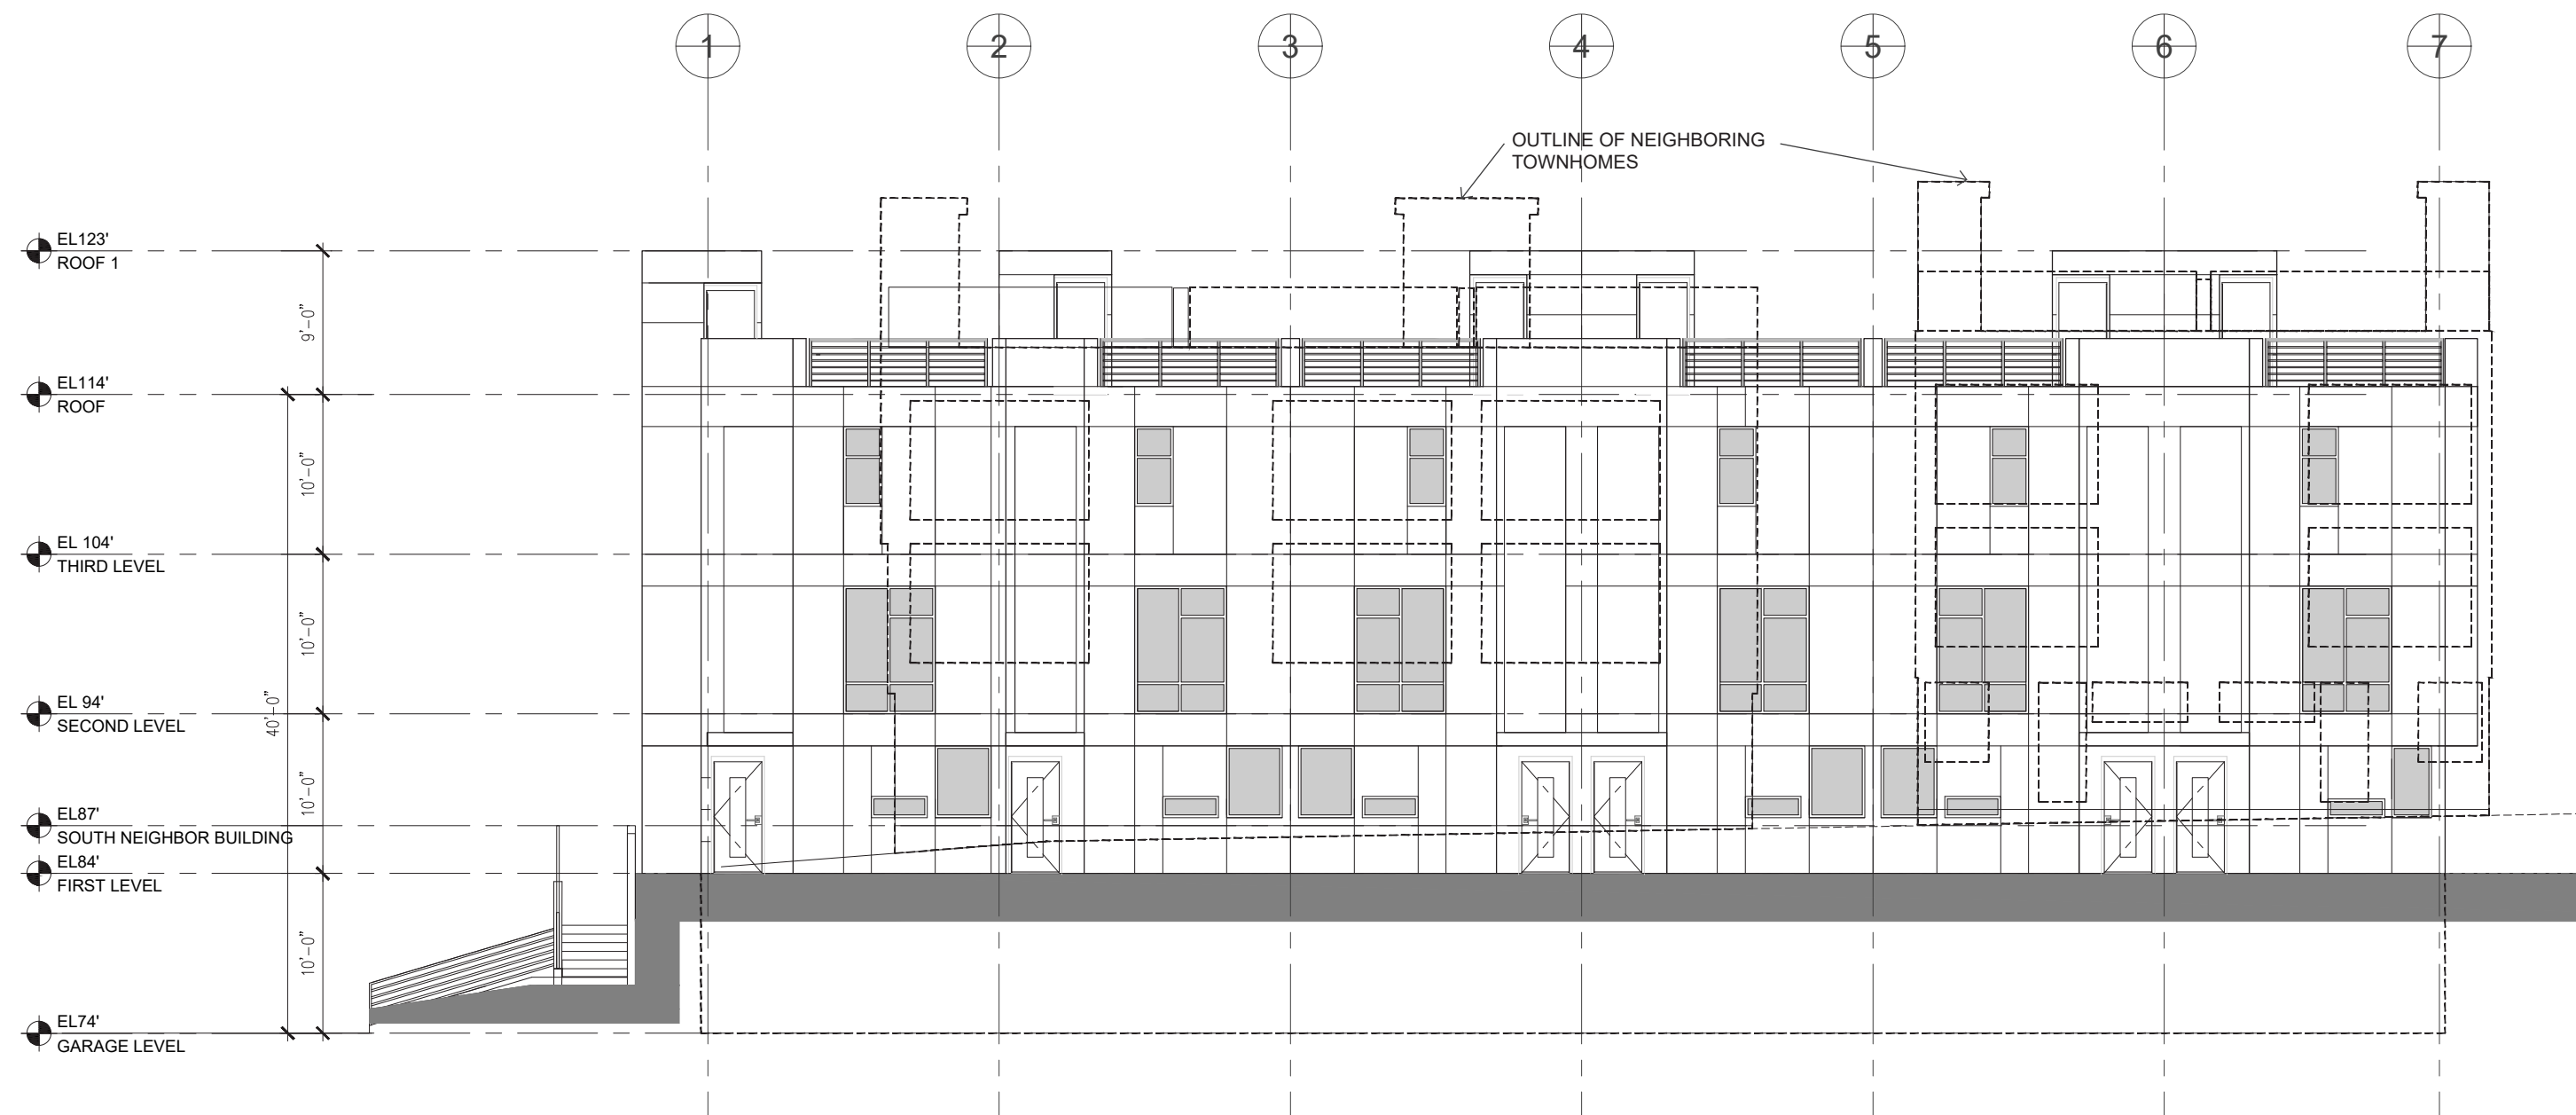 1 2 3 4 5 6 7
OUTLINE OF NEIGHBORING
TOWNHOMES
EL123'
ROOF 1
9'-0"
EL114'
ROOF
10'-0"
EL 104'
THIRD LEVEL
10'-0"
EL 94'
SECOND LEVEL
40'-0"
10'-0"
EL87'
SOUTH NEIGHBOR BUILDING
EL84'
FIRST LEVEL
10'-0"
EL74'
GARAGE LEVEL